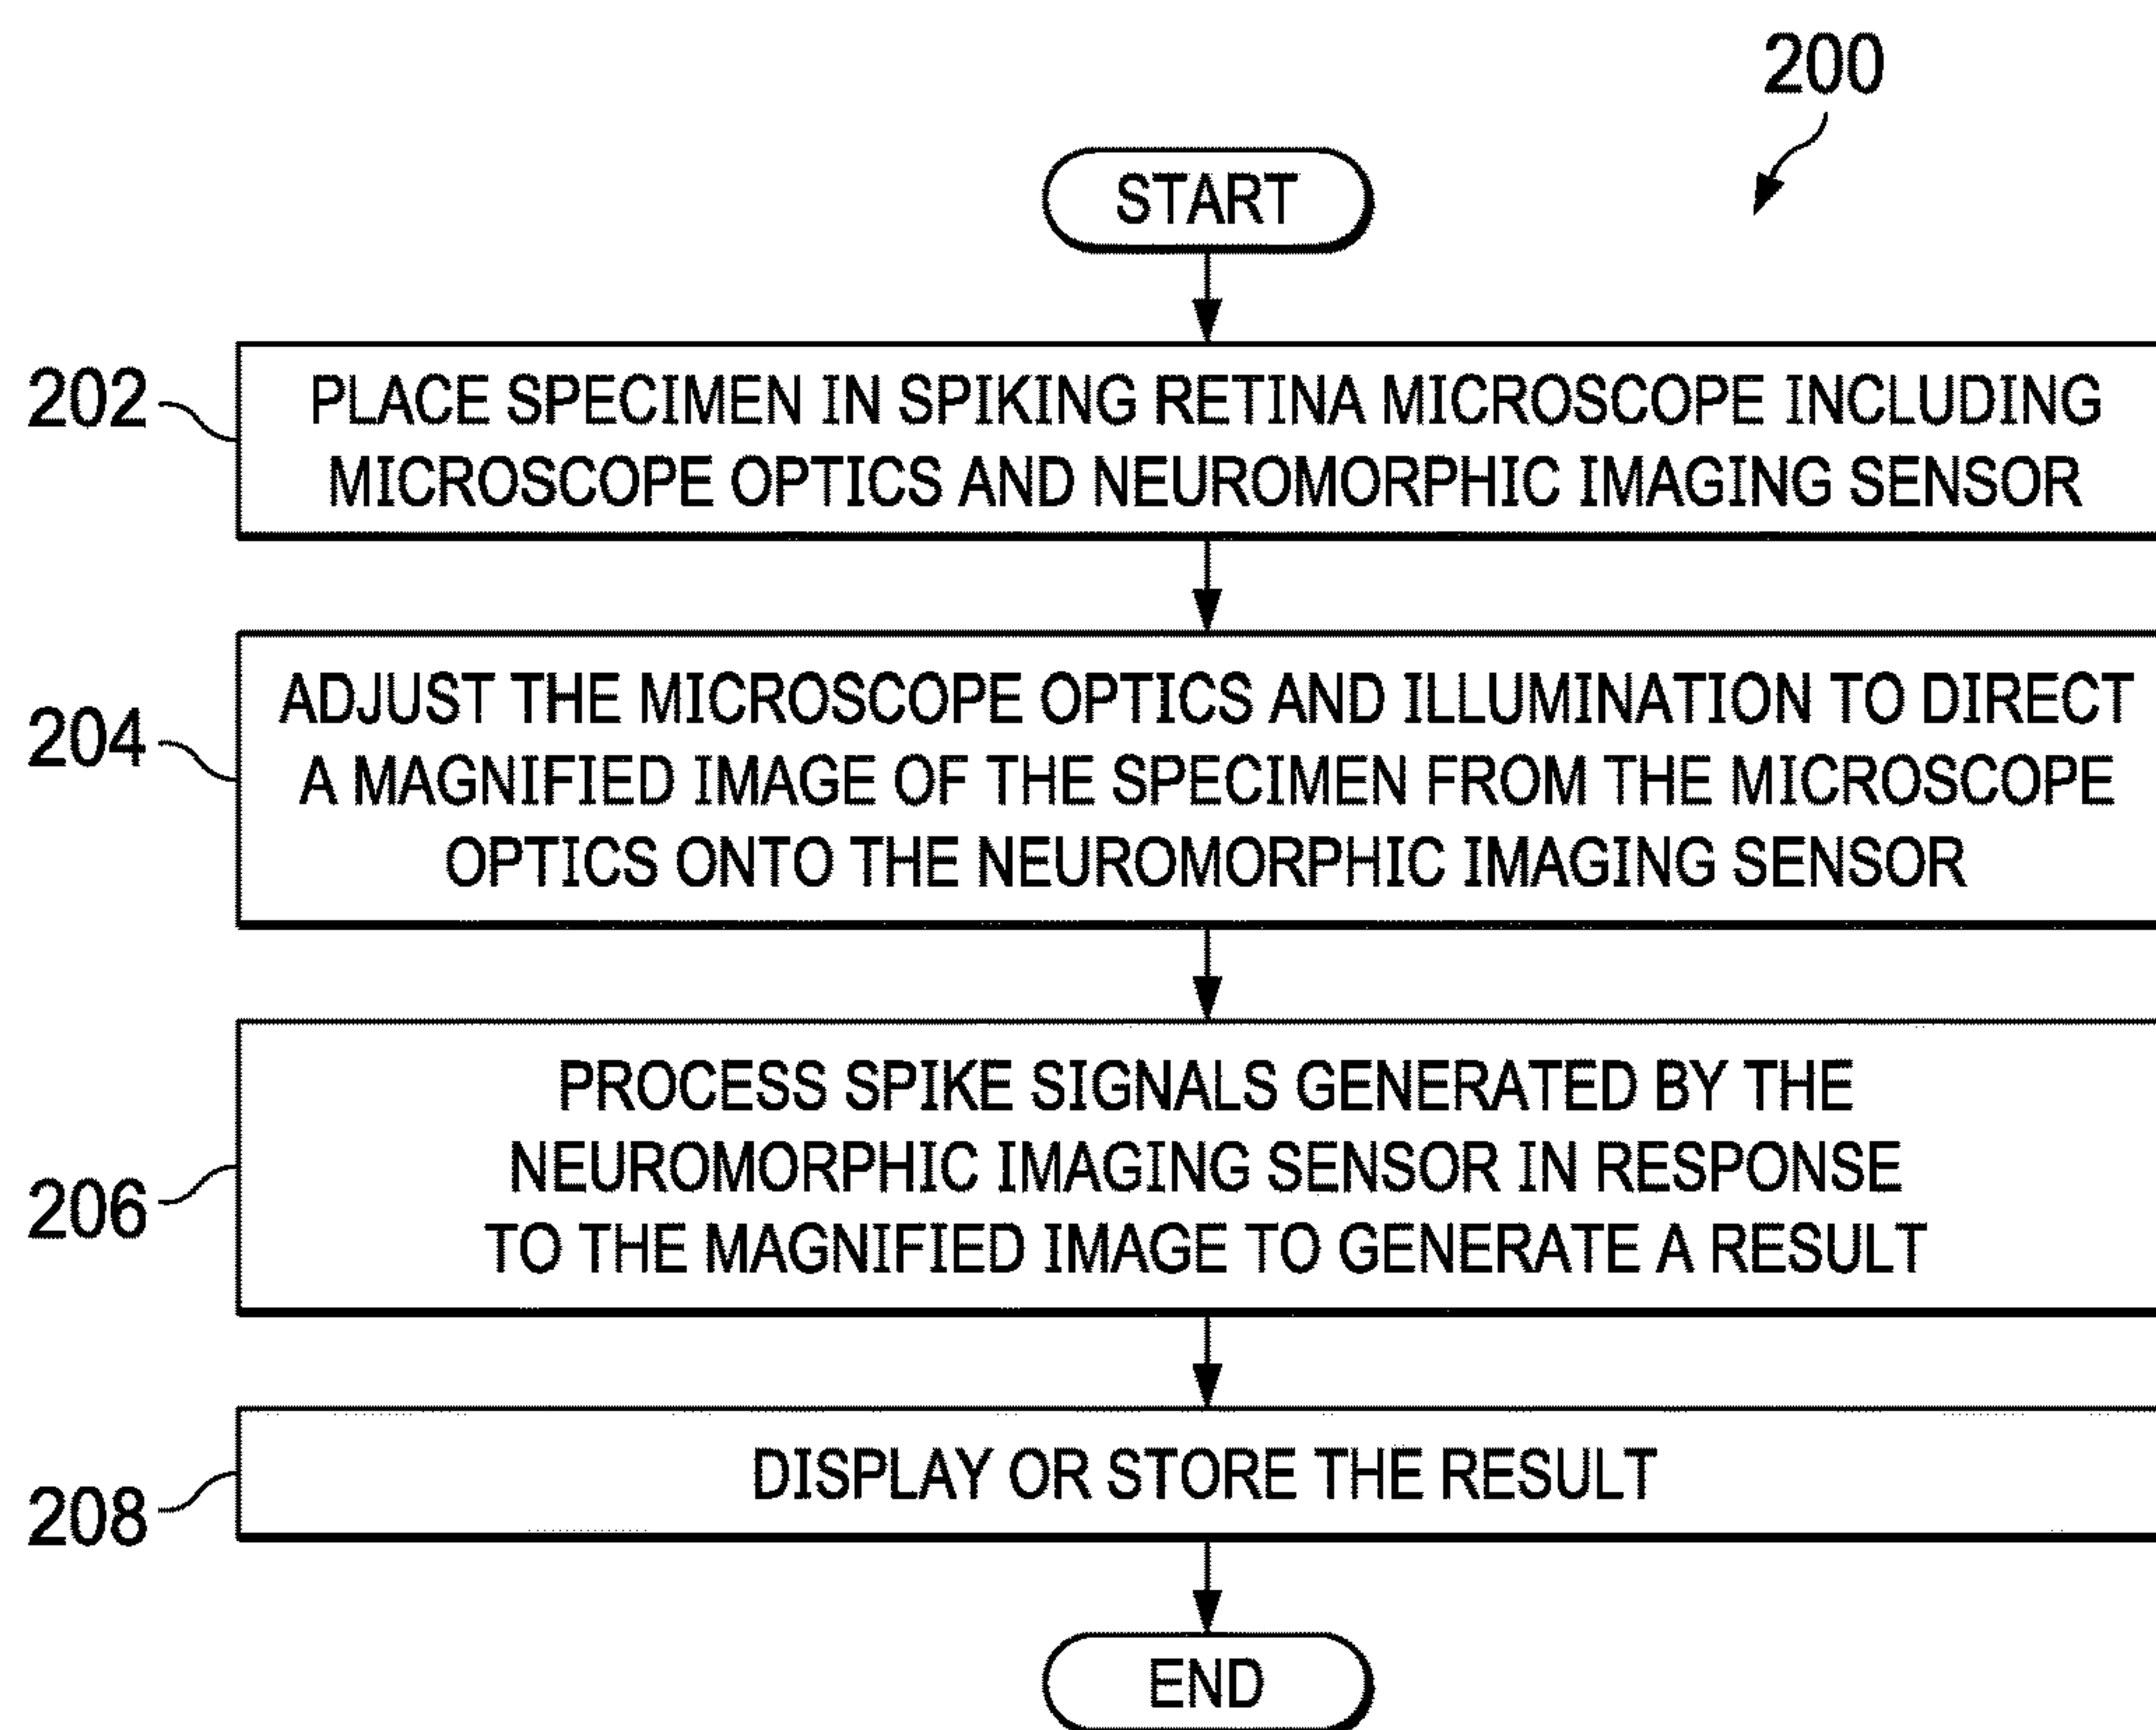 200
START
202
PLACE SPECIMEN IN SPIKING RETINA MICROSCOPE INCLUDING
MICROSCOPE OPTICS AND NEUROMORPHIC IMAGING SENSOR
204
ADJUST THE MICROSCOPE OPTICS AND ILLUMINATION TO DIRECT
A MAGNIFIED IMAGE OF THE SPECIMEN FROM THE MICROSCOPE
OPTICS ONTO THE NEUROMORPHIC IMAGING SENSOR
206
PROCESS SPIKE SIGNALS GENERATED BY THE
NEUROMORPHIC IMAGING SENSOR IN RESPONSE
TO THE MAGNIFIED IMAGE TO GENERATE A RESULT
208
DISPLAY OR STORE THE RESULT
END